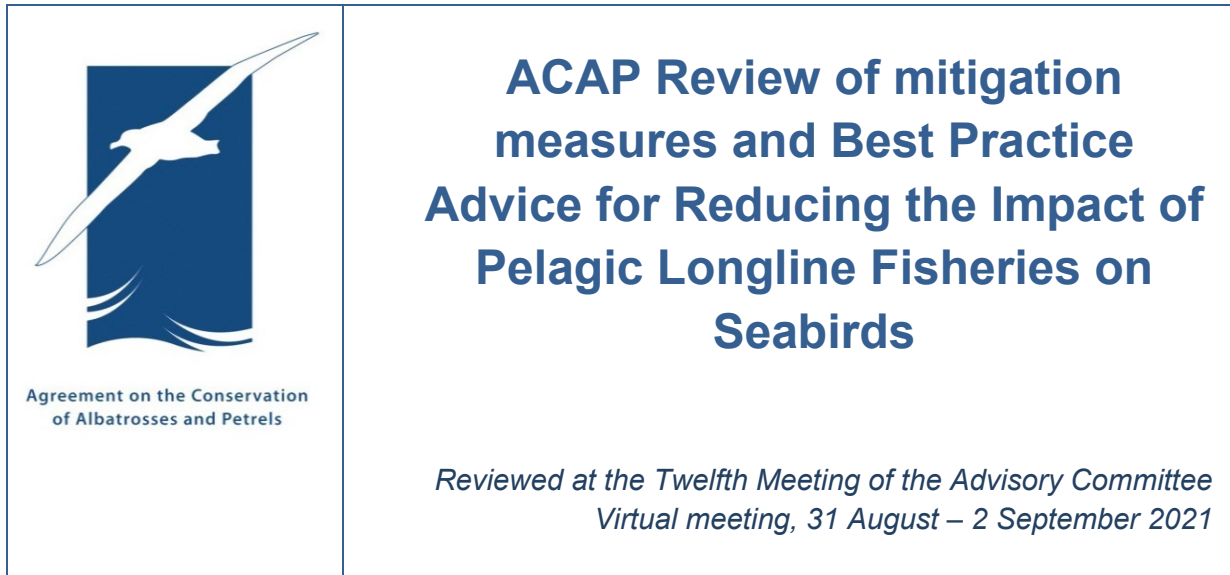 Agreement on the Conservation
of Albatrosses and Petrels
ACAP Review of mitigation
measures and Best Practice
Advice for Reducing the Impact of
Pelagic Longline Fisheries on
Seabirds
Reviewed at the Twelfth Meeting of the Advisory Committee
Virtual meeting, 31 August – 2 September 2021